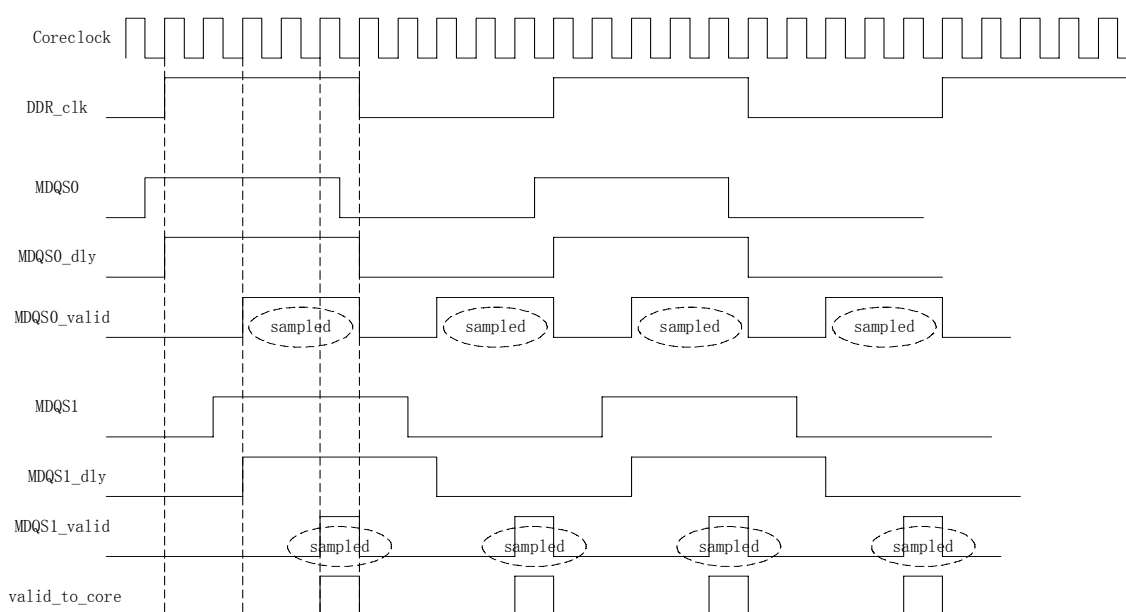 Coreclock
DDR_clk
MDQS0
MDQS0_dly
MDQS0_valid
sampled sampled sampled sampled
MDQS1
MDQS1_dly
MDQS1_valid
sampled sampled sampled sampled
valid_to_core